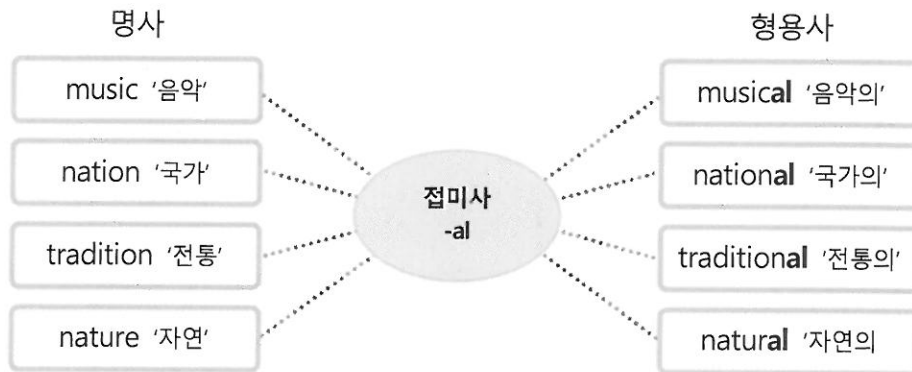 명사
형용사
music '음악'
musical '음악의'
nation '국가'
national '국가의'
접미사
-al
tradition '전통'
traditional '전통의'
nature '자연'
natural '자연의